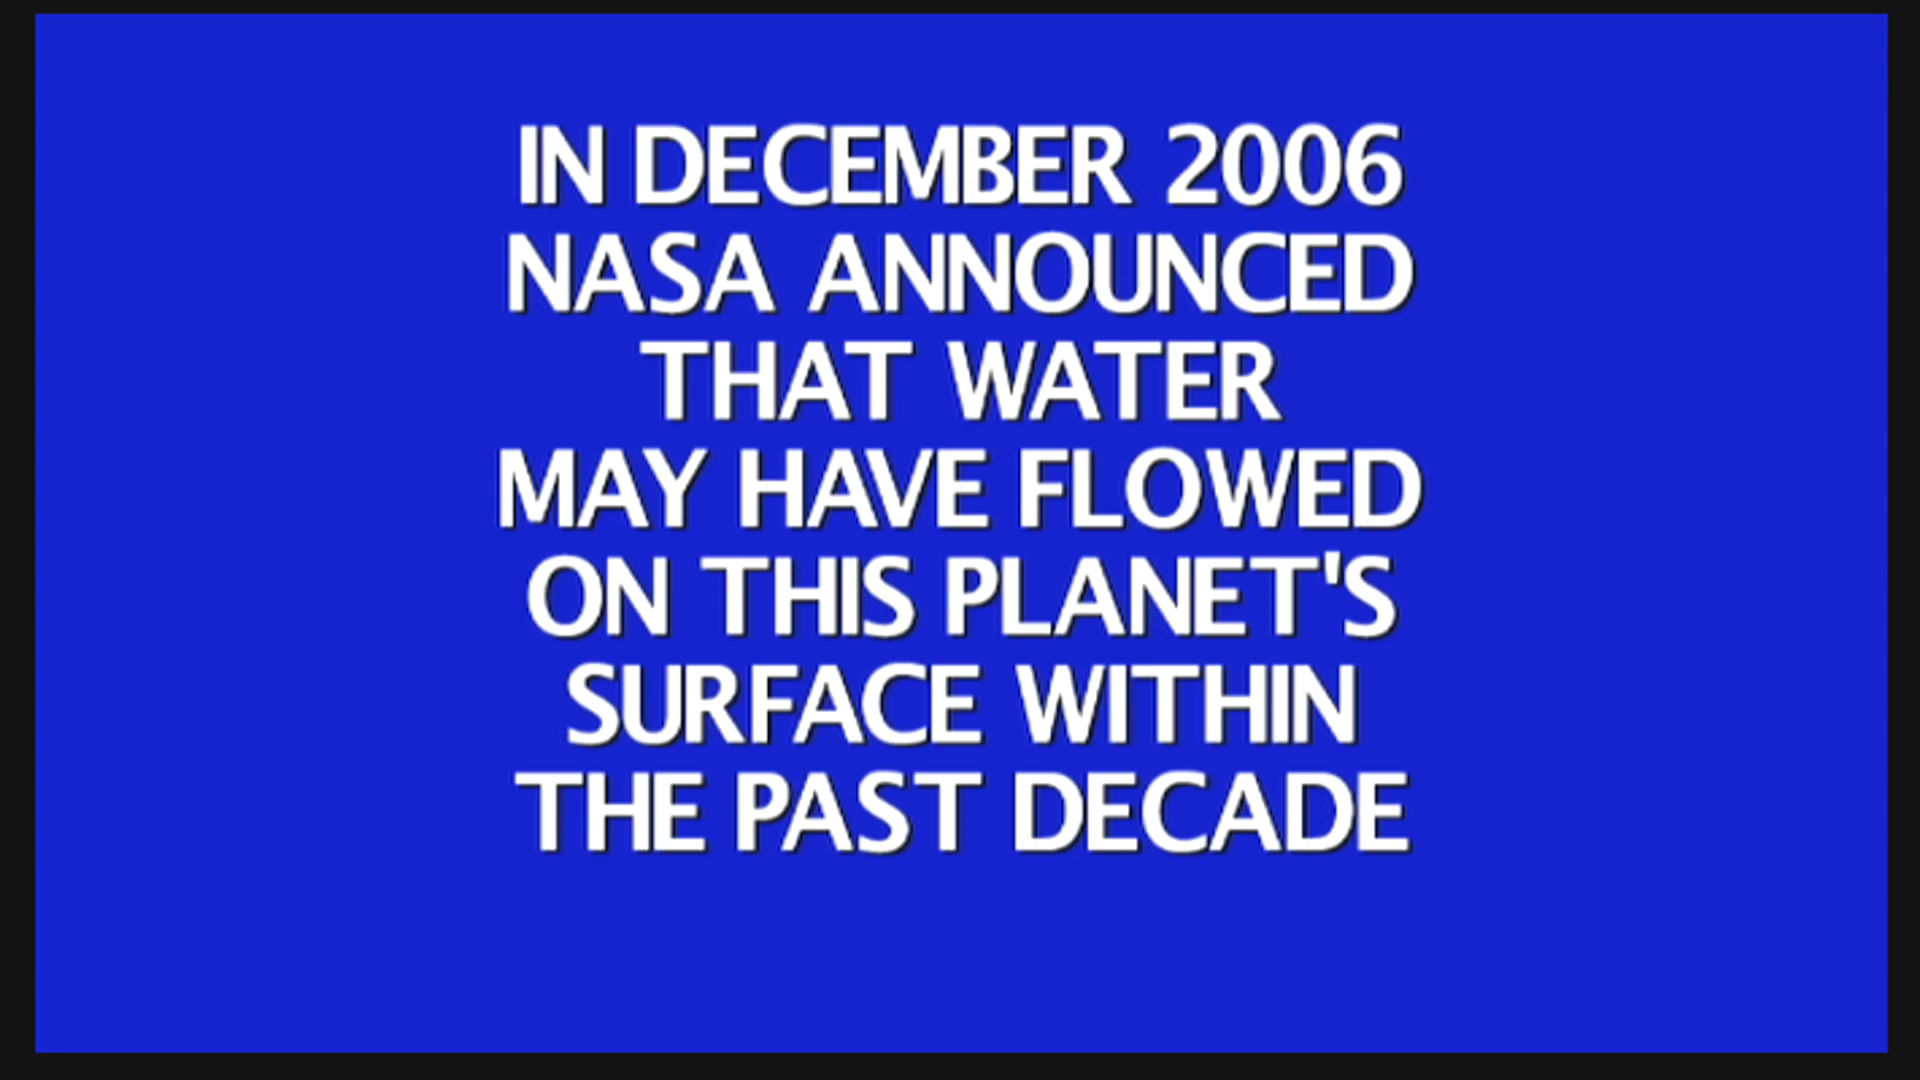 IN DECEMBER 2006
NASA ANNOUNCED
THAT WATER
MAY HAVE FLOWED
ON THIS PLANET'S
SURFACE WITHIN
THE PAST DECADE